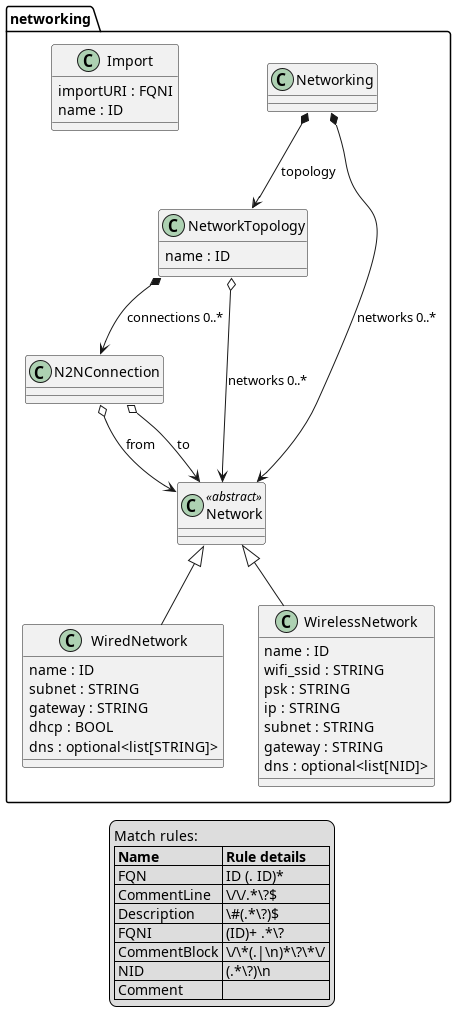 networking
C Import
importURI : FQNI
name : ID
C Networking
topology
C NetworkTopology
name : ID
connections 0..*
networks 0..*
networks 0..*
C N2NConnection
from
to
«abstract»
C Network
C WiredNetwork
name : ID
subnet : STRING
gateway : STRING
dhcp : BOOL
dns : optional<list[STRING]>
C WirelessNetwork
name : ID
wifi_ssid : STRING
psk : STRING
ip : STRING
subnet : STRING
gateway : STRING
dns : optional<list[NID]>
Match rules:
Name Rule details
FQN ID (. ID)*
CommentLine \/\/.*\?$
Description \#(.*\?)$
FQNI (ID)+ .*\?
CommentBlock \/\*(.|\n)*\?\*\/
NID (.*\?)\n
Comment